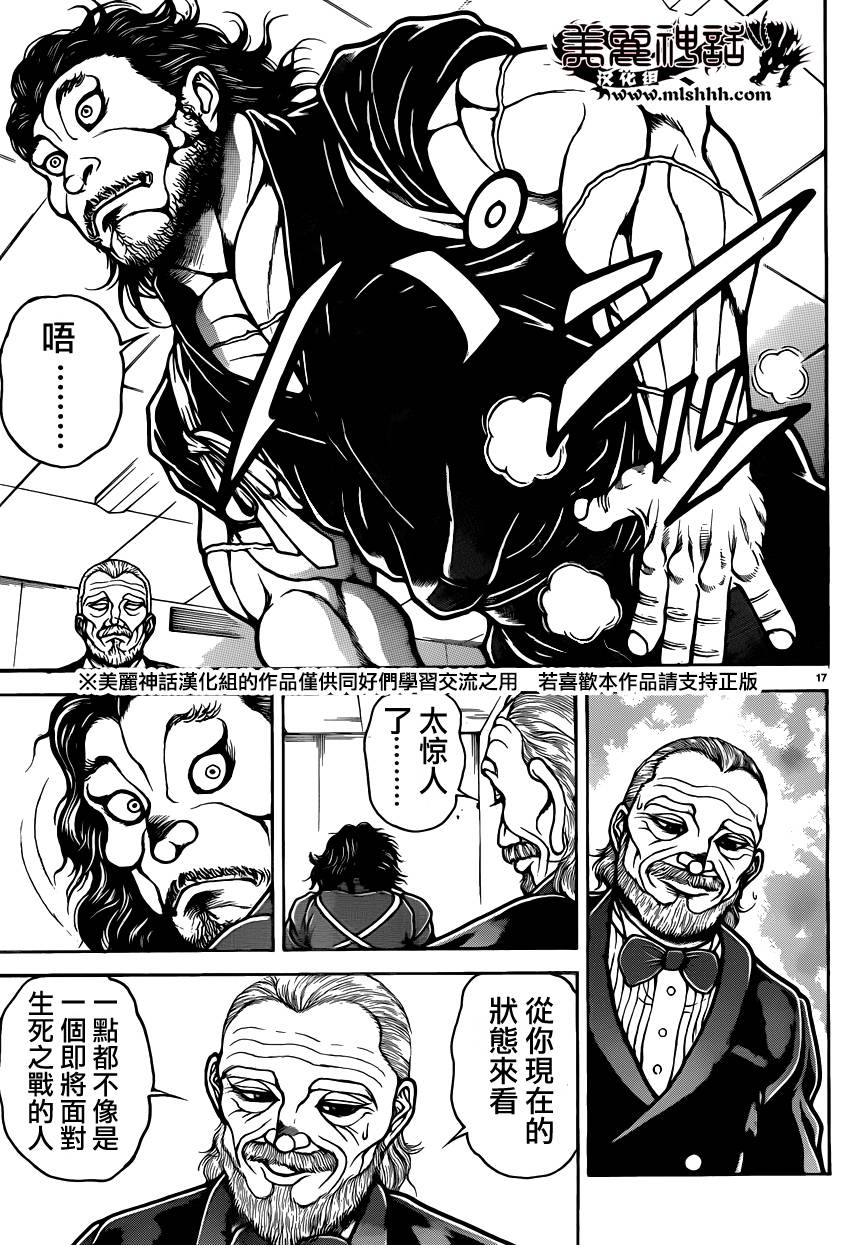 美麗神話
汉化组
www.mlshhh.com
唔………
※美麗神話漢化組的作品僅供同好們學習交流之用　若喜歡本作品請支持正版
17
太惊人
了……
從你現在的
狀態來看
一點都不像是
一個即將面對
生死之戰的人